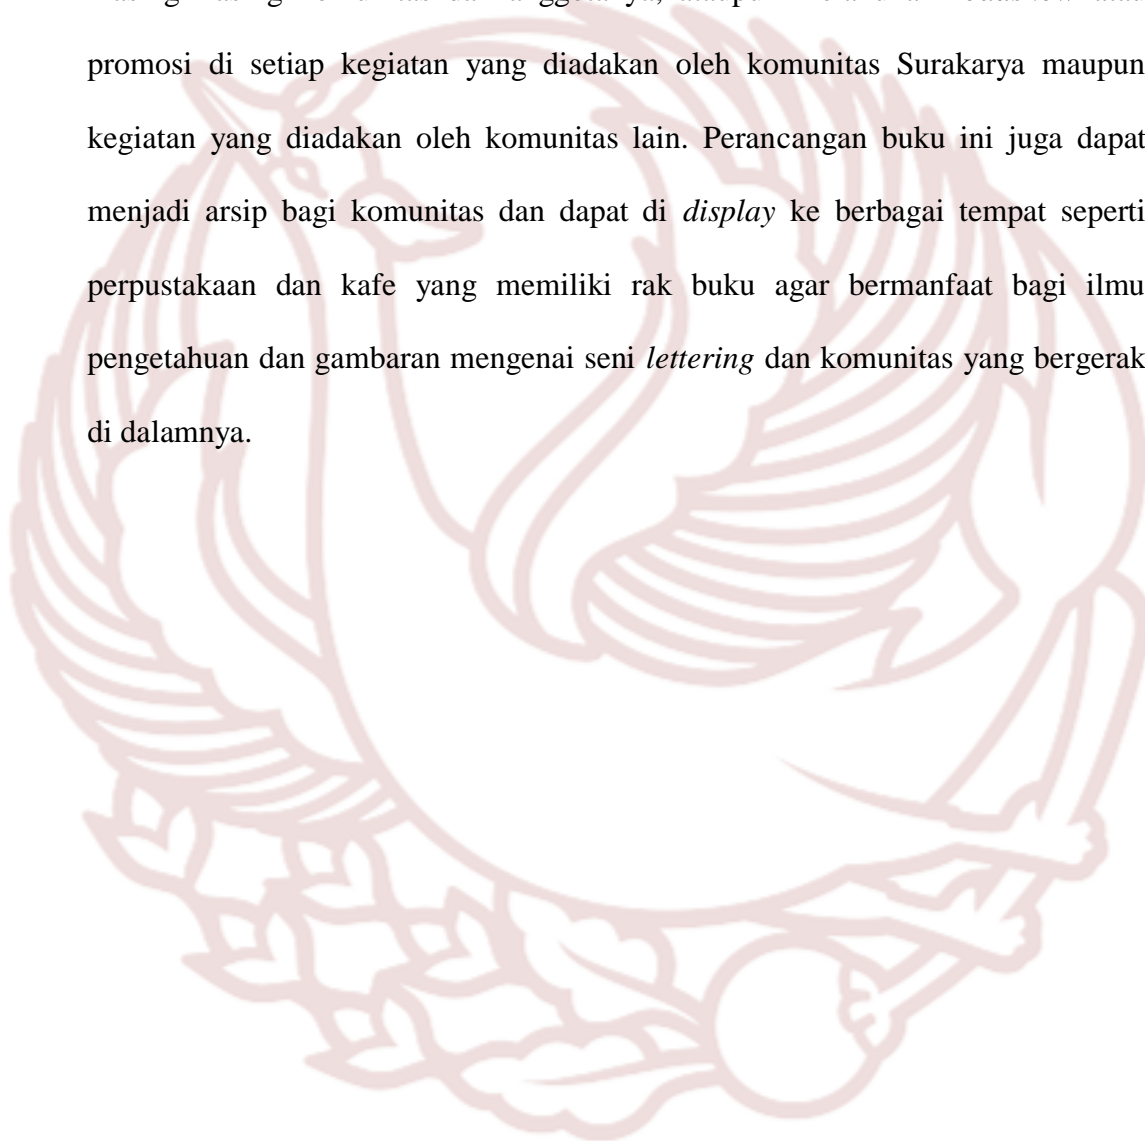 promosi di setiap kegiatan yang diadakan oleh komunitas Surakarya maupun
kegiatan yang diadakan oleh komunitas lain. Perancangan buku ini juga dapat
menjadi arsip bagi komunitas dan dapat di display ke berbagai tempat seperti
perpustakaan dan kafe yang memiliki rak buku agar bermanfaat bagi ilmu
pengetahuan dan gambaran mengenai seni lettering dan komunitas yang bergerak
di dalamnya.